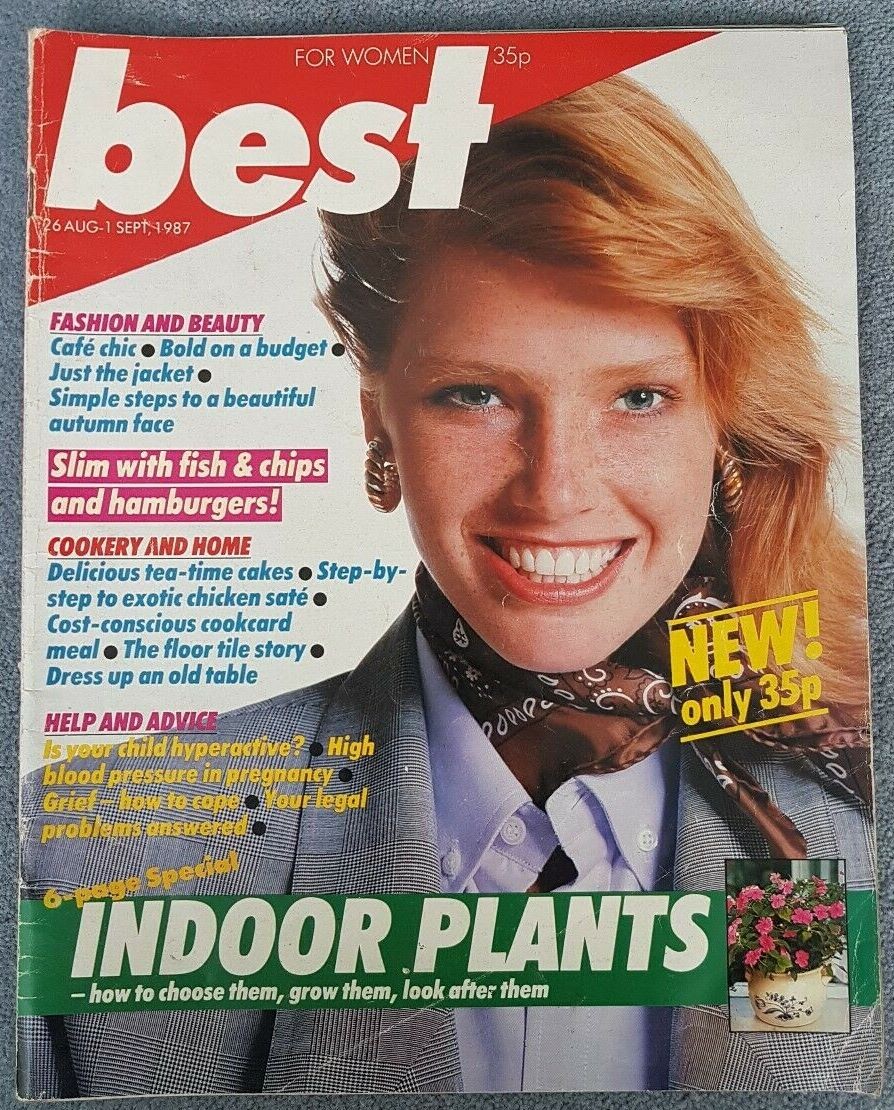 FOR WOMEN 35p
best
26 AUG-1 SEPT, 1987
FASHION AND BEAUTY
Café chic ● Bold on a budget ●
Just the jacket ●
Simple steps to a beautiful
autumn face
Slim with fish & chips
and hamburgers!
COOKERY AND HOME
Delicious tea-time cakes ● Step-by-
step to exotic chicken saté ●
Cost-conscious cookcard
meal ● The floor tile story ●
Dress up an old table
NEW!
only 35p
HELP AND ADVICE
Is your child hyperactive? ● High
blood pressure in pregnancy ●
Grief – how to cope ● Your legal
problems answered ●
6-page Special
INDOOR PLANTS
– how to choose them, grow them, look after them